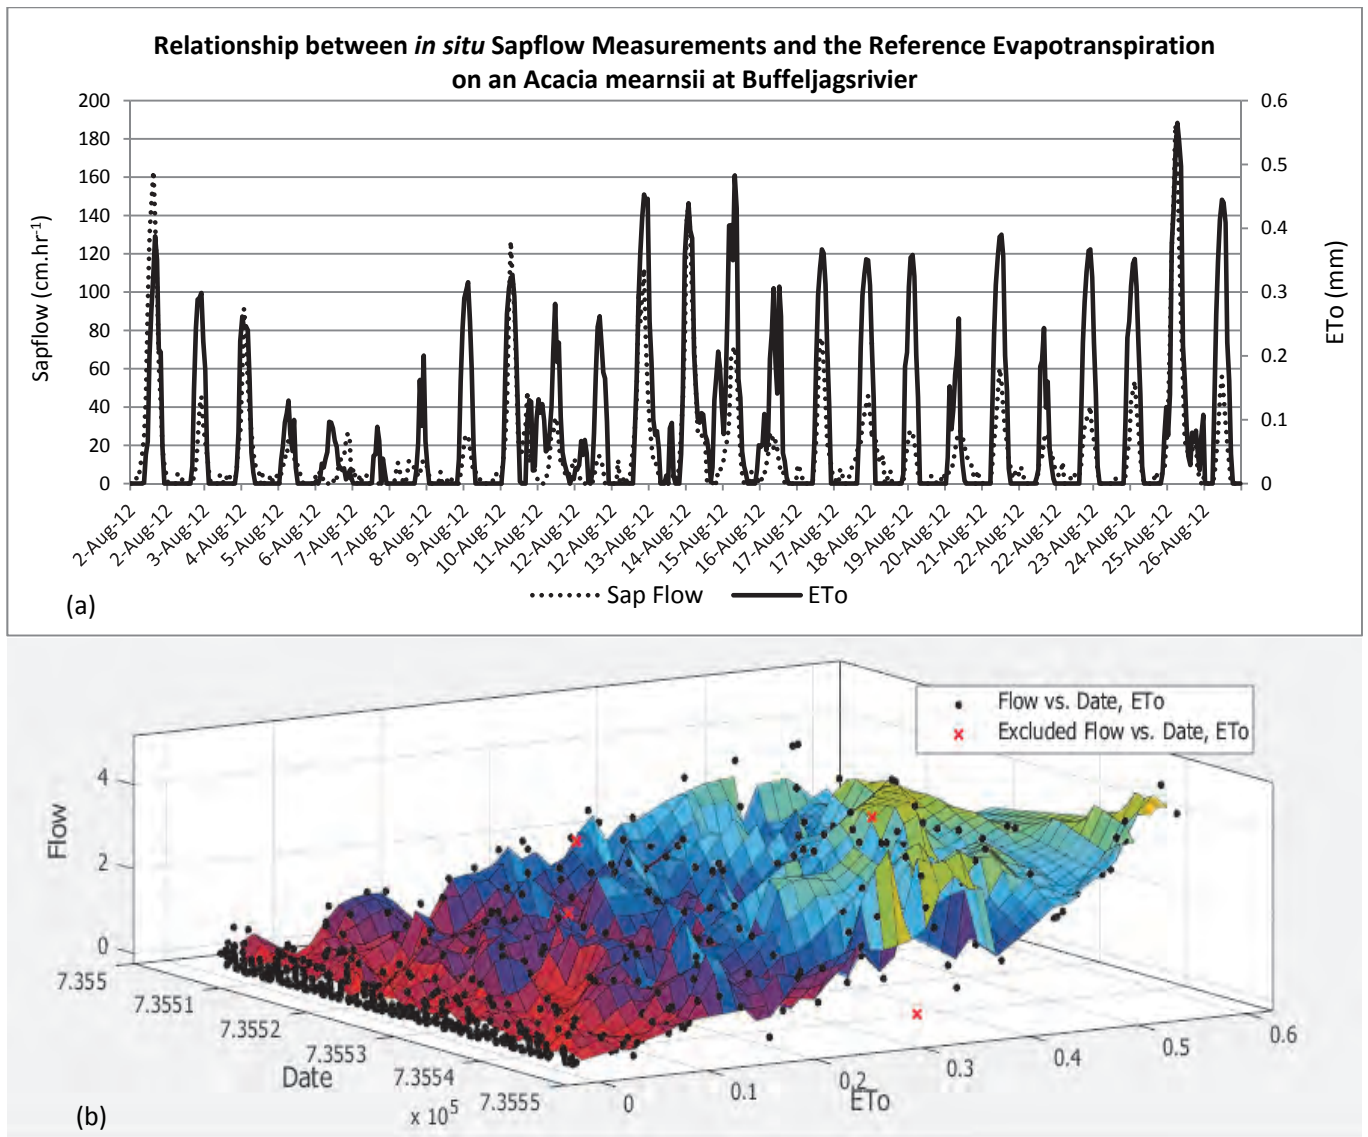 Relationship between in situ Sapflow Measurements and the Reference Evapotranspiration
on an Acacia mearnsii at Buffeljagsrivier
Sapflow (cm.hr-1)
200
180
160
140
120
100
80
60
40
20
0
0.6
0.5
0.4
0.3
0.2
0.1
0
ETo (mm)
2-Aug-12
2-Aug-12
3-Aug-12
4-Aug-12
5-Aug-12
6-Aug-12
7-Aug-12
7-Aug-12
8-Aug-12
9-Aug-12
10-Aug-12
11-Aug-12
12-Aug-12
12-Aug-12
13-Aug-12
14-Aug-12
15-Aug-12
16-Aug-12
17-Aug-12
17-Aug-12
18-Aug-12
19-Aug-12
20-Aug-12
21-Aug-12
22-Aug-12
22-Aug-12
23-Aug-12
24-Aug-12
25-Aug-12
26-Aug-12
Sap Flow ETo
(a)
Flow vs. Date, ETo
Excluded Flow vs. Date, ETo
Flow
4
2
0
7.355
7.3551
7.3552
7.3553
7.3554
7.3555
Date
x 10^5
0
0.1
0.2
0.3
0.4
0.5
0.6
ETo
(b)